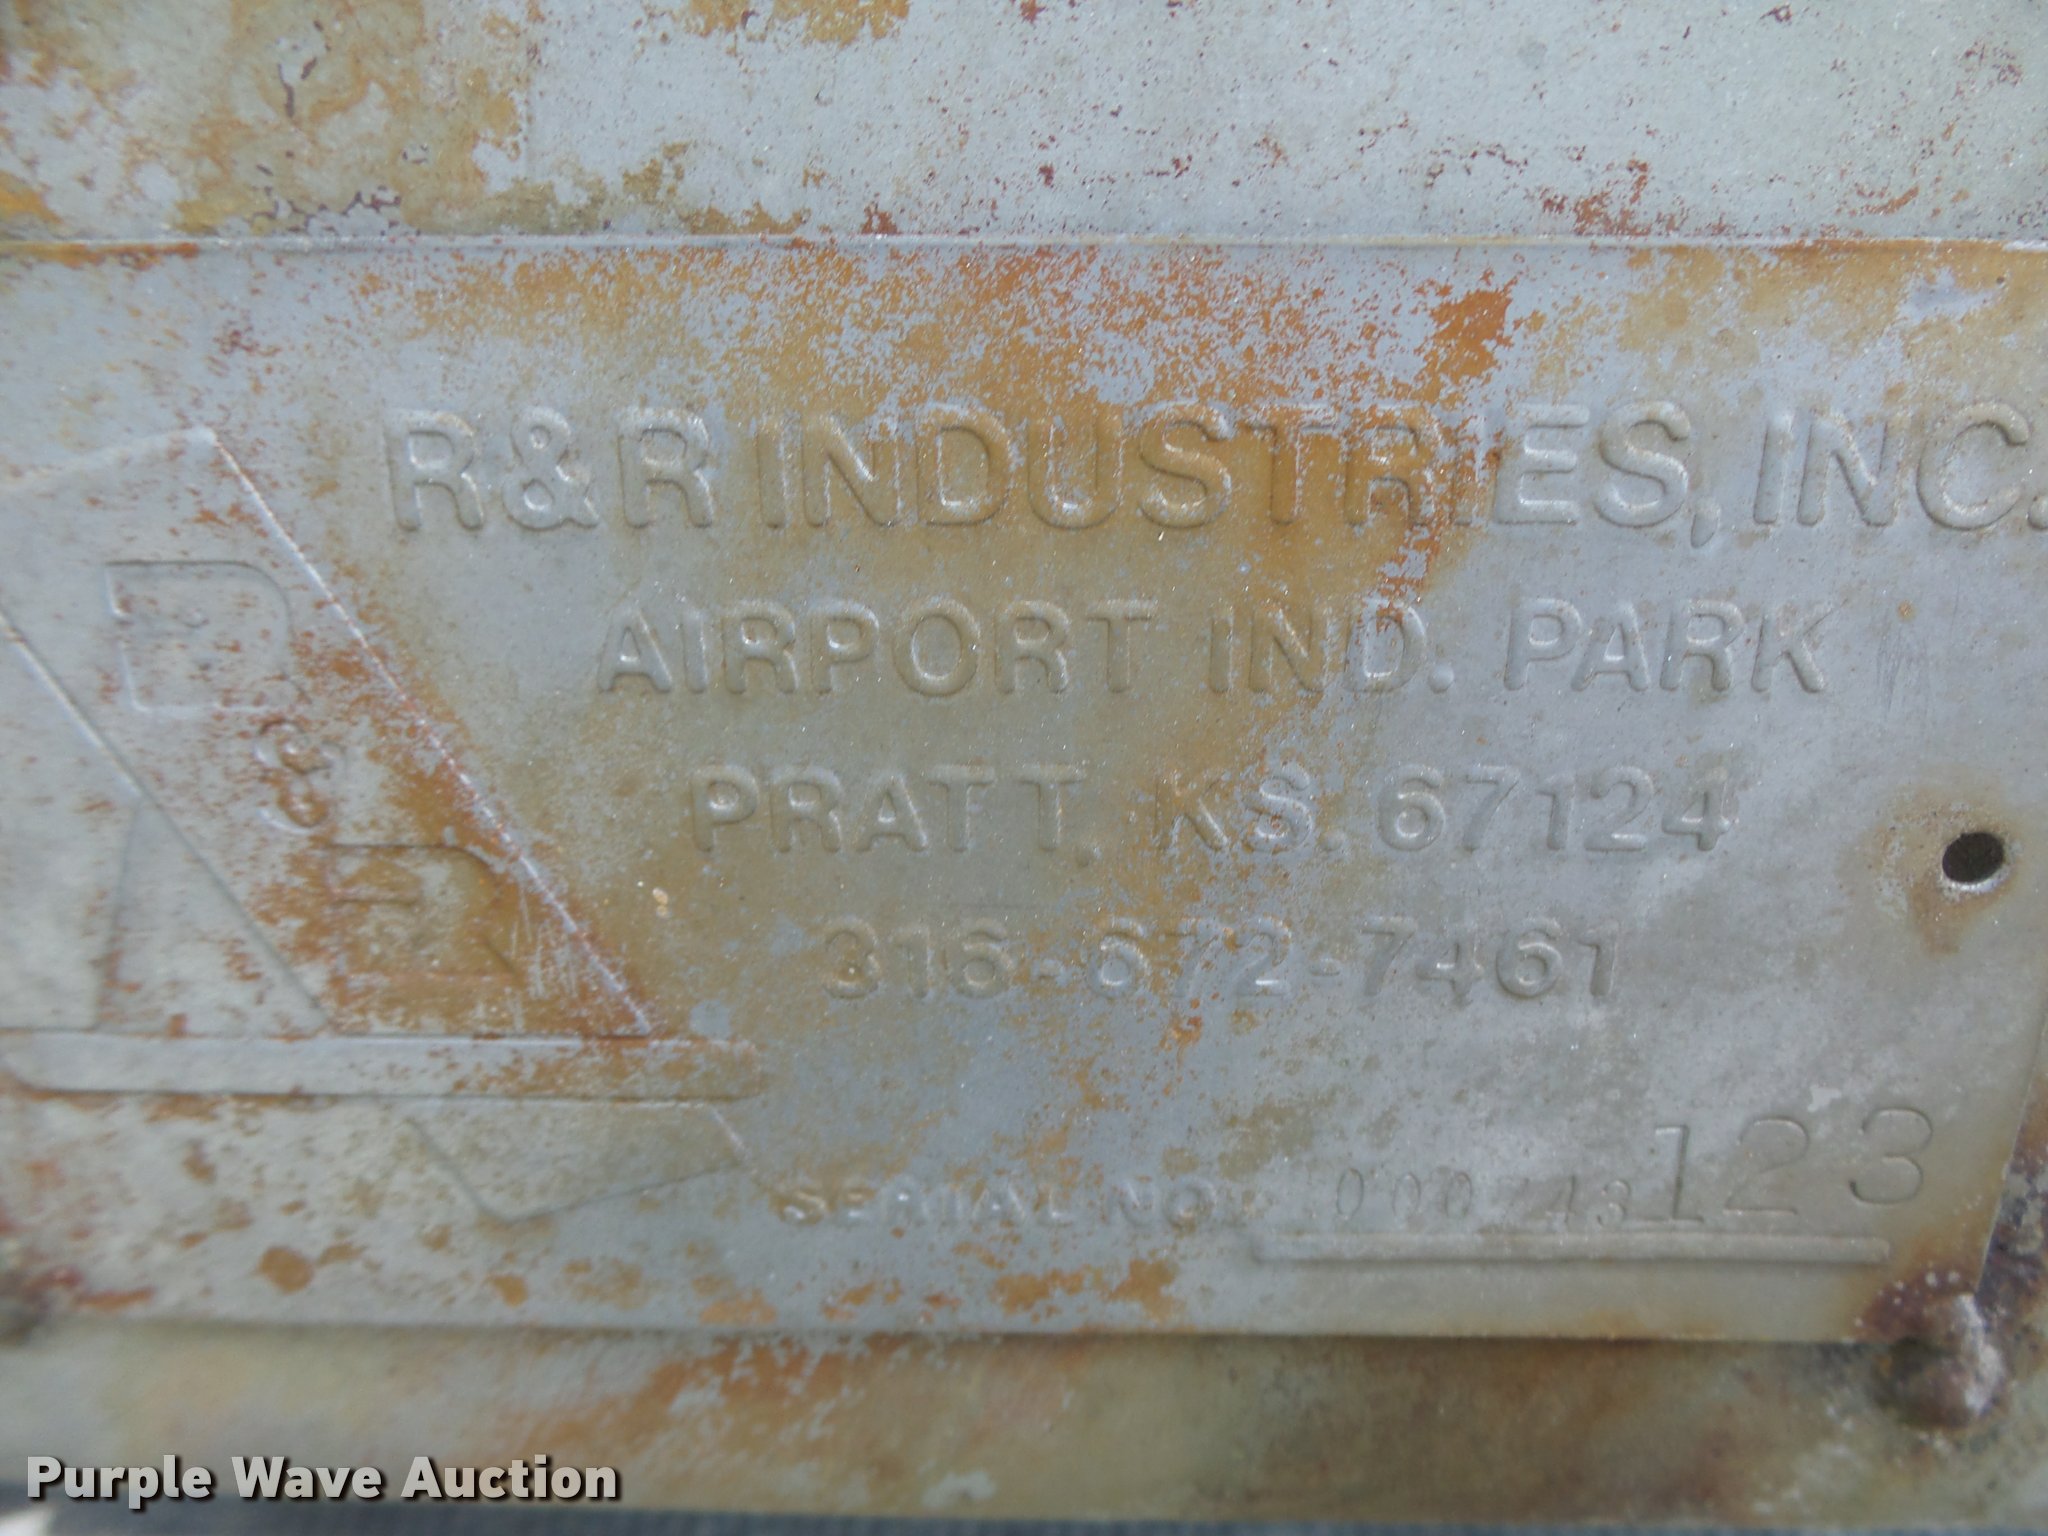 R&R INDUSTRIES, INC.
AIRPORT IND. PARK
PRATT, KS. 67124
316-672-7461
R
&
R
SERIAL NO. 123
Purple Wave Auction